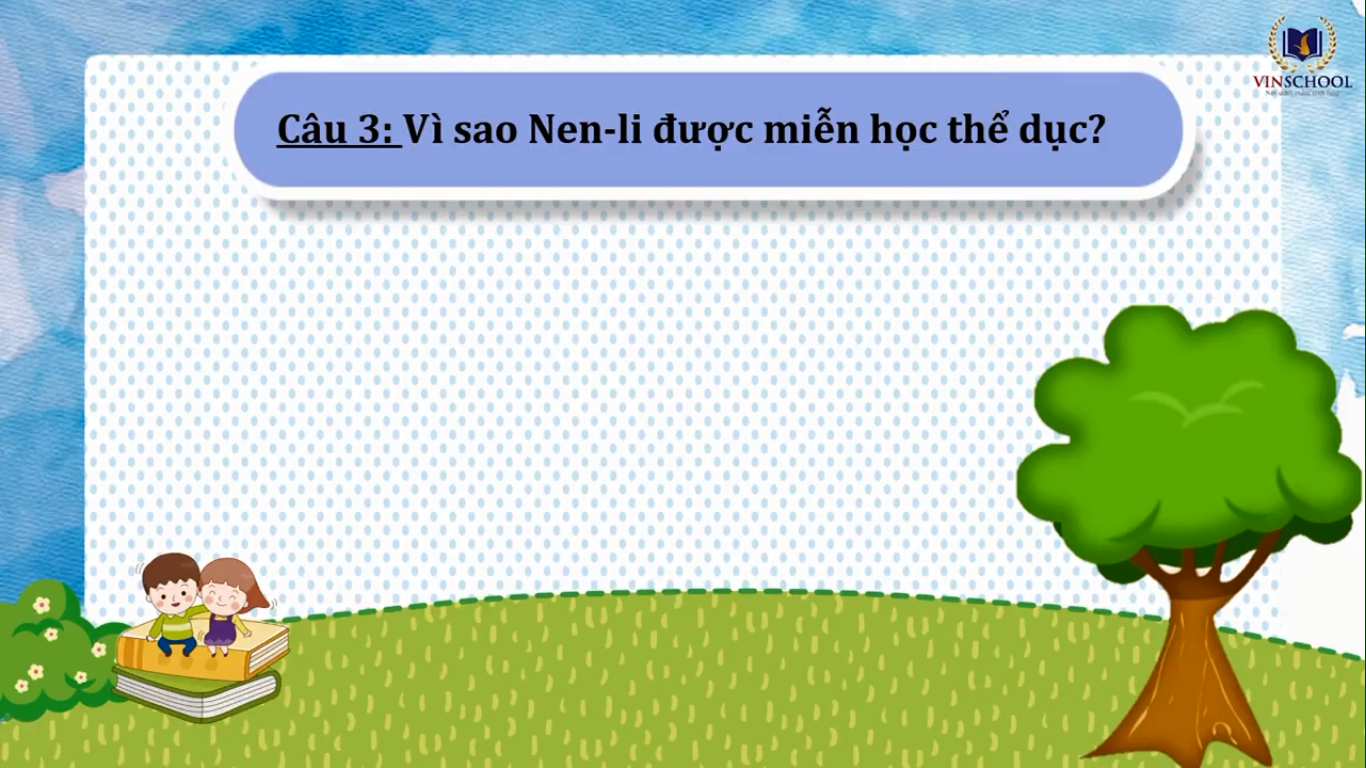 VINSCHOOL
Câu 3: Vì sao Nen-li được miễn học thể dục?